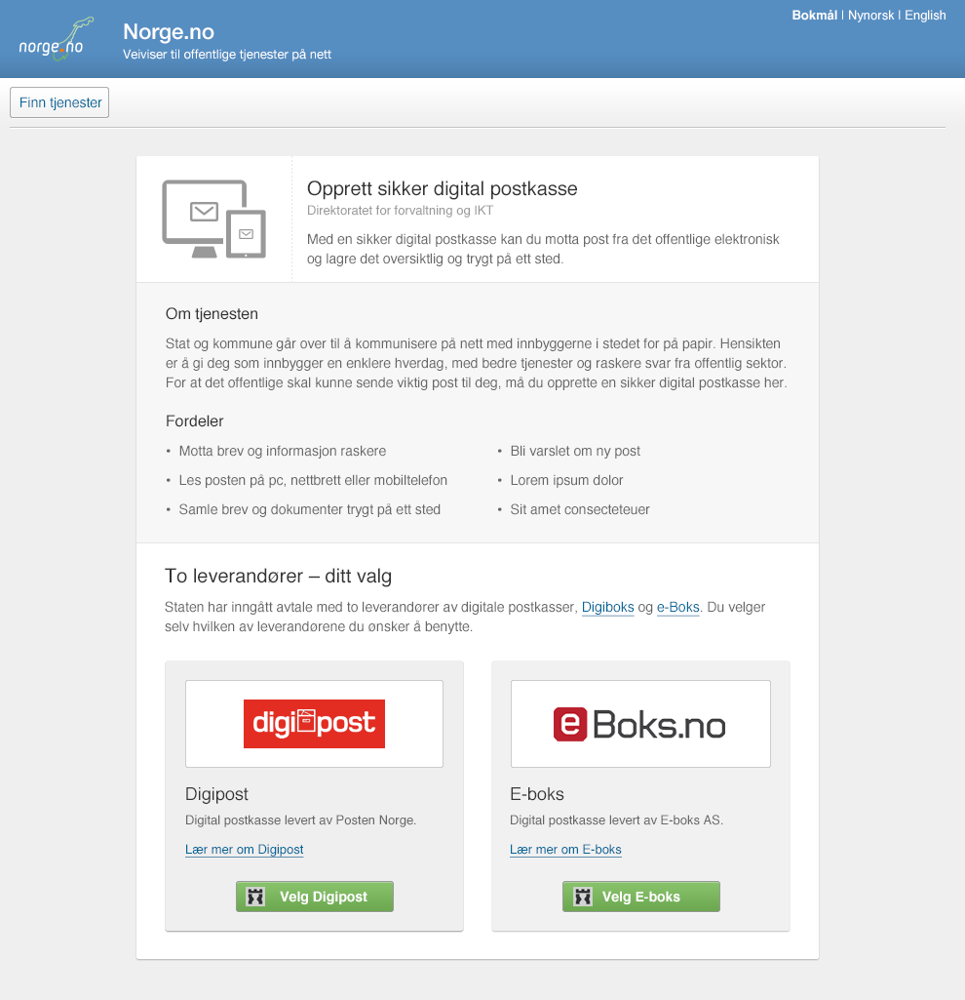 Bokmål | Nynorsk | English
norge.no
Norge.no
Veiviser til offentlige tjenester på nett
Finn tjenester
Opprett sikker digital postkasse
Direktoratet for forvaltning og IKT
Med en sikker digital postkasse kan du motta post fra det offentlige elektronisk
og lagre det oversiktlig og trygt på ett sted.
Om tjenesten
Stat og kommune går over til å kommunisere på nett med innbyggerne i stedet for på papir. Hensikten
er å gi deg som innbygger en enklere hverdag, med bedre tjenester og raskere svar fra offentlig sektor.
For at det offentlige skal kunne sende viktig post til deg, må du opprette en sikker digital postkasse her.
Fordeler
• Motta brev og informasjon raskere
• Les posten på pc, nettbrett eller mobiltelefon
• Samle brev og dokumenter trygt på ett sted
• Bli varslet om ny post
• Lorem ipsum dolor
• Sit amet consecteteuer
To leverandører – ditt valg
Staten har inngått avtale med to leverandører av digitale postkasser, Digiboks og e-Boks. Du velger
selv hvilken av leverandørene du ønsker å benytte.
digipost
Digipost
Digital postkasse levert av Posten Norge.
Lær mer om Digipost
Velg Digipost
e Boks.no
E-boks
Digital postkasse levert av E-boks AS.
Lær mer om E-boks
Velg E-boks